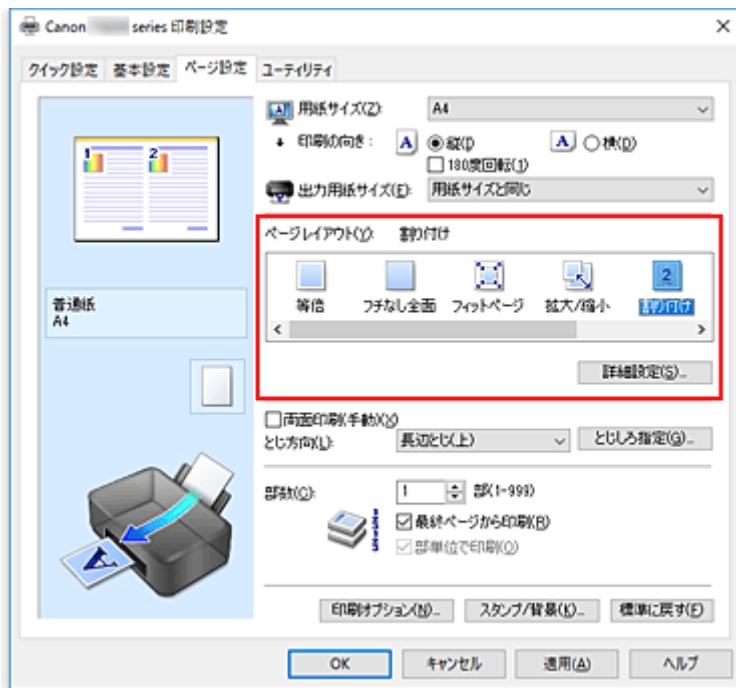 Canon series 印刷設定
クイック設定 基本設定 ページ設定 ユーティリティ
1 2
普通紙
A4
用紙サイズ(Z): A4
印刷の向き: A 縦(I) A 横(D)
180度回転(J)
出力用紙サイズ(E): 用紙サイズと同じ
ページレイアウト(Y): 割り付け
2
等倍 フチなし全面 フィットページ 拡大/縮小 割り付け
詳細設定(S)...
両面印刷(手動)(X)
とじ方向(L): 長辺とじ(上) とじしろ指定(G)...
部数(C): 1 部(1-999)
最終ページから印刷(R)
部単位で印刷(O)
印刷オプション(N)... スタンプ/背景(K)... 標準に戻す(F)
OK キャンセル 適用(A) ヘルプ